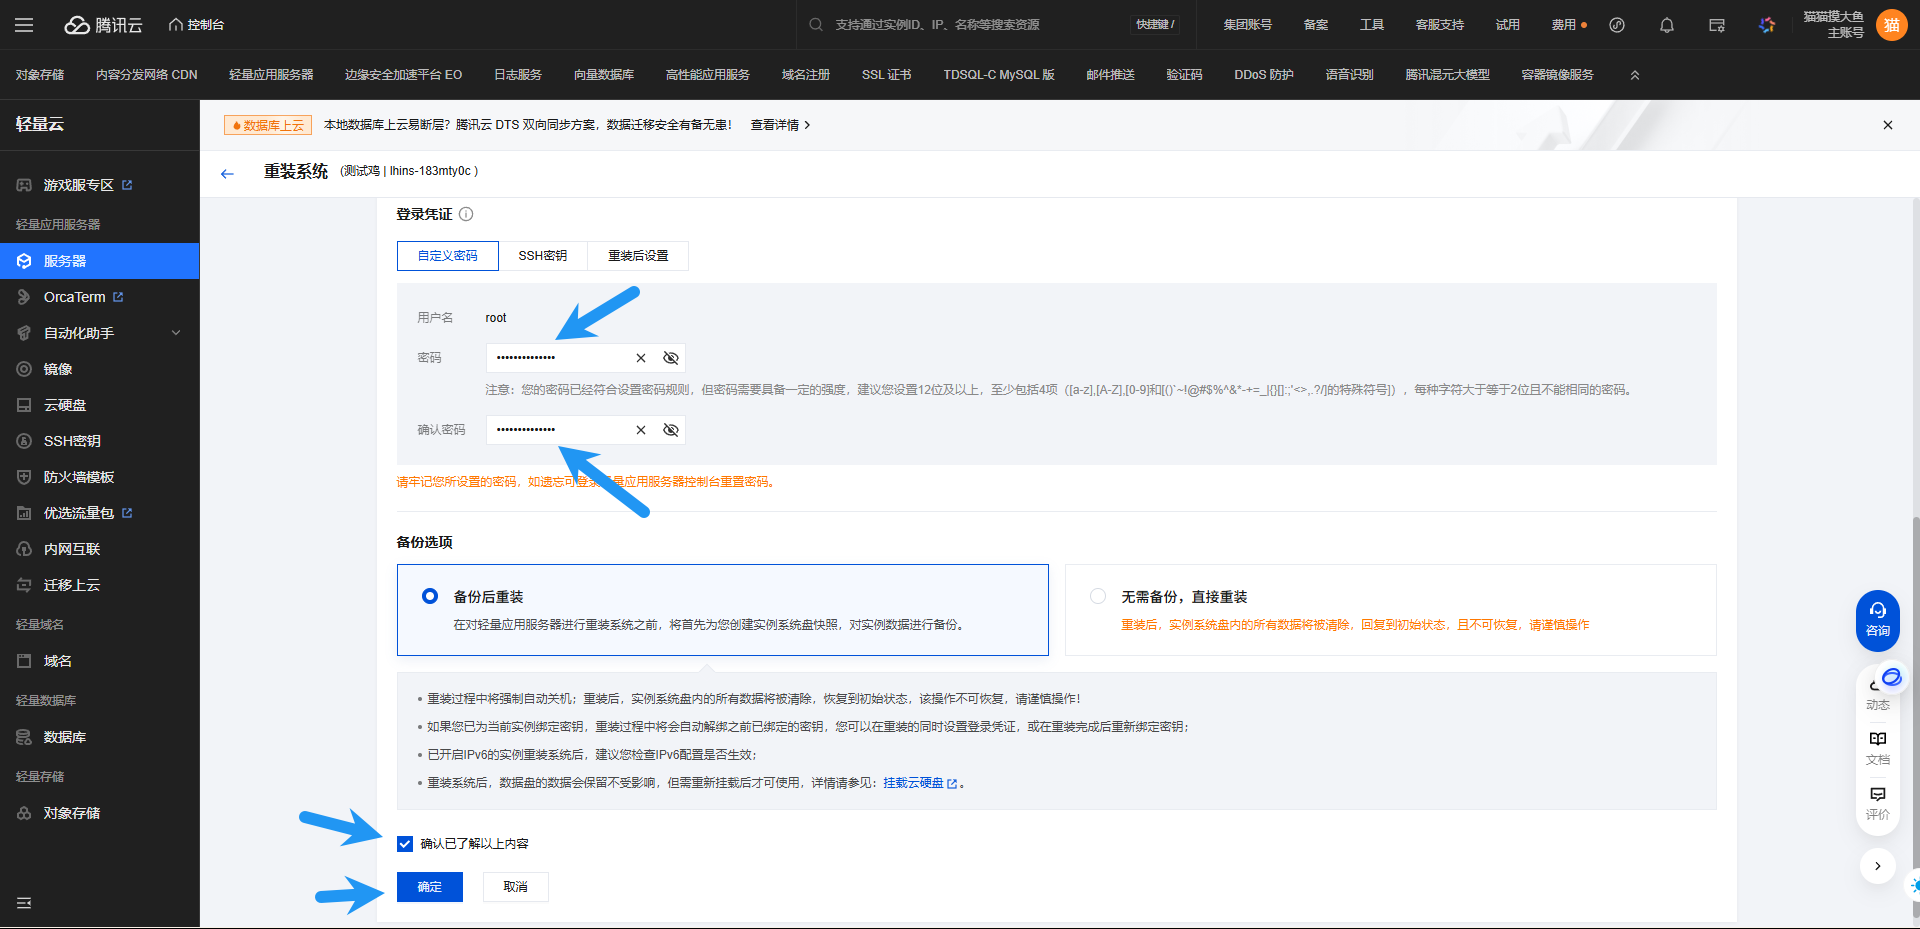 腾讯云
控制台
支持通过实例ID、IP、名称等搜索资源
快捷键 /
集团账号
备案
工具
客服支持
试用
费用
猫猫摸大鱼
主账号
猫
对象存储
内容分发网络 CDN
轻量应用服务器
边缘安全加速平台 EO
日志服务
向量数据库
高性能应用服务
域名注册
SSL 证书
TDSQL-C MySQL 版
邮件推送
验证码
DDoS 防护
语音识别
腾讯混元大模型
容器镜像服务
轻量云
游戏服专区
轻量应用服务器
服务器
OrcaTerm
自动化助手
镜像
云硬盘
SSH密钥
防火墙模板
优选流量包
内网互联
迁移上云
轻量域名
域名
轻量数据库
数据库
轻量存储
对象存储
数据库上云
本地数据库上云易断层？腾讯云 DTS 双向同步方案，数据迁移安全有备无患！
查看详情
重装系统
(测试鸡 | lhins-183mty0c )
登录凭证
自定义密码
SSH密钥
重装后设置
用户名
root
密码
••••••••••••••
注意：您的密码已经符合设置密码规则，但密码需要具备一定的强度，建议您设置12位及以上，至少包括4项（[a-z],[A-Z],[0-9]和[()`~!@#$%^&*-+=_|{}[]:;'<>,.?/]的特殊符号]），每种字符大于等于2位且不能相同的密码。
确认密码
••••••••••••••
请牢记您所设置的密码，如遗忘可登录轻量应用服务器控制台重置密码。
备份选项
备份后重装
在对轻量应用服务器进行重装系统之前，将首先为您创建实例系统盘快照，对实例数据进行备份。
无需备份，直接重装
重装后，实例系统盘内的所有数据将被清除，回复到初始状态，且不可恢复，请谨慎操作
• 重装过程中将强制自动关机；重装后，实例系统盘内的所有数据将被清除，恢复到初始状态，该操作不可恢复，请谨慎操作！
• 如果您已为当前实例绑定密钥，重装过程中将会自动解绑之前已绑定的密钥，您可以在重装的同时设置登录凭证，或在重装完成后重新绑定密钥；
• 已开启IPv6的实例重装系统后，建议您检查IPv6配置是否生效；
• 重装系统后，数据盘的数据会保留不受影响，但需重新挂载后才可使用，详情请参见：挂载云硬盘 。
确认已了解以上内容
确定
取消
咨询
动态
文档
评价